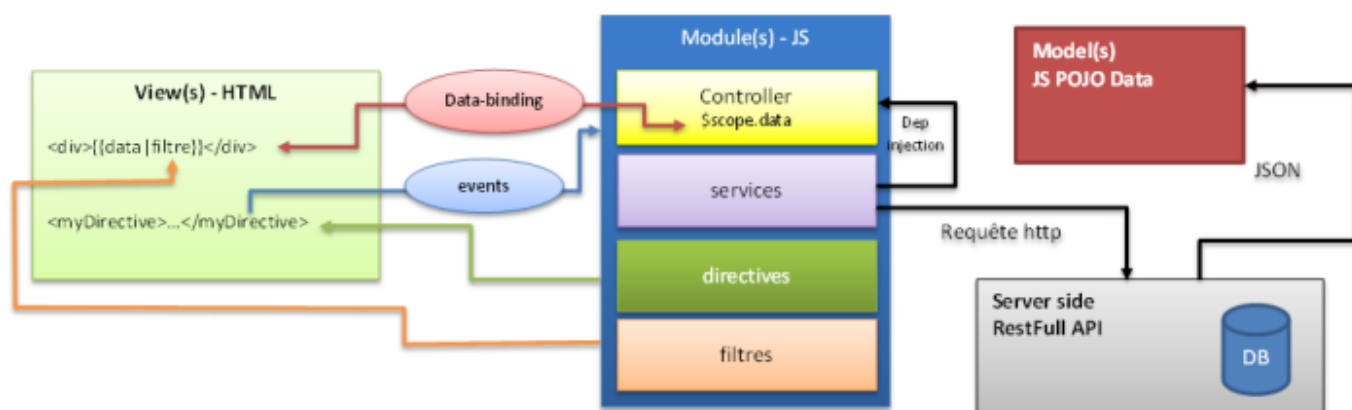 View(s) - HTML
<div>{{data|filtre}}</div>
<myDirective>...</myDirective>
Data-binding
events
Module(s) - JS
Controller
$scope.data
services
directives
filtres
Dep
injection
Requête http
Model(s)
JS POJO Data
JSON
Server side
RestFull API
DB